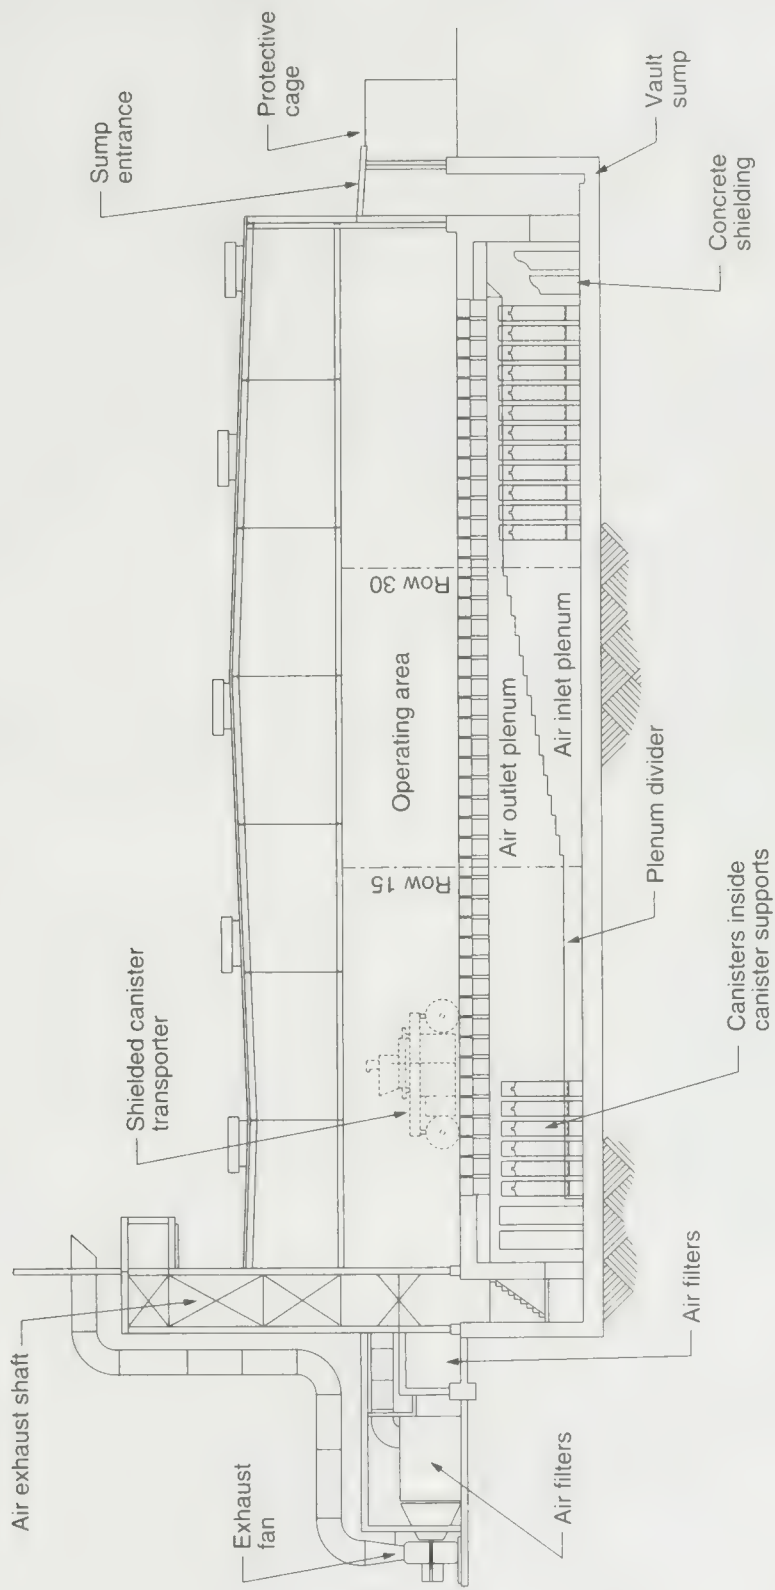 Air exhaust shaft
Exhaust
fan
Shielded canister
transporter
Sump
entrance
Protective
cage
Operating area
Row 15
Row 30
Air outlet plenum
Air inlet plenum
Air filters
Air filters
Canisters inside
canister supports
Plenum divider
Concrete
shielding
Vault
sump